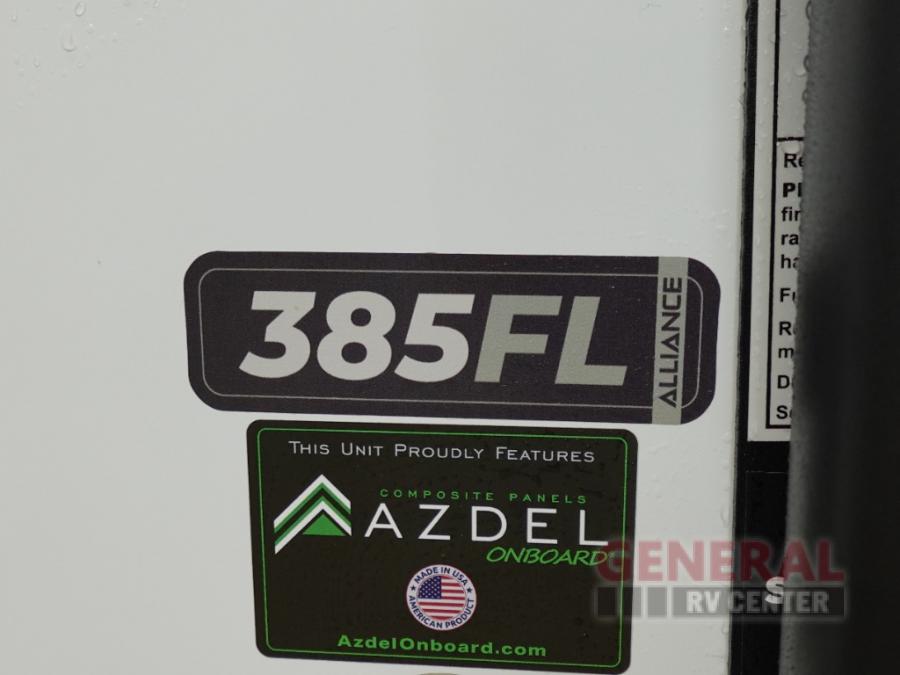 385FL
ALLIANCE
THIS UNIT PROUDLY FEATURES
COMPOSITE PANELS
AZDEL
ONBOARD
MADE IN USA
AMERICAN PRODUCT
AzdelOnboard.com
GENERAL
RV CENTER